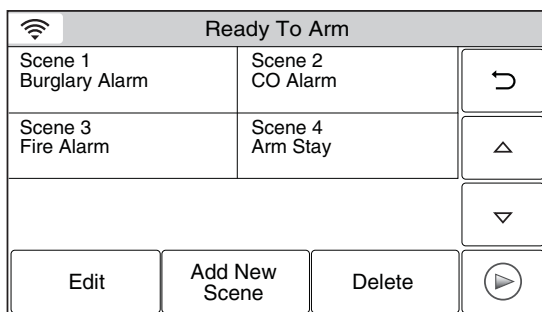 Ready To Arm
Scene 1
Burglary Alarm
Scene 2
CO Alarm
Scene 3
Fire Alarm
Scene 4
Arm Stay
Edit
Add New
Scene
Delete